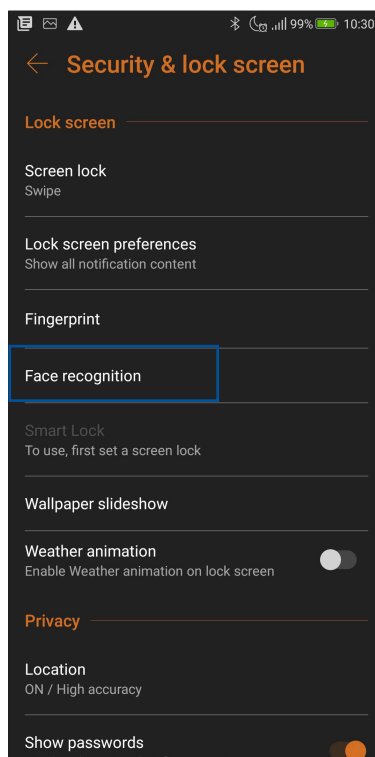 99% 10:30
Security & lock screen
Lock screen
Screen lock
Swipe
Lock screen preferences
Show all notification content
Fingerprint
Face recognition
Smart Lock
To use, first set a screen lock
Wallpaper slideshow
Weather animation
Enable Weather animation on lock screen
Privacy
Location
ON / High accuracy
Show passwords